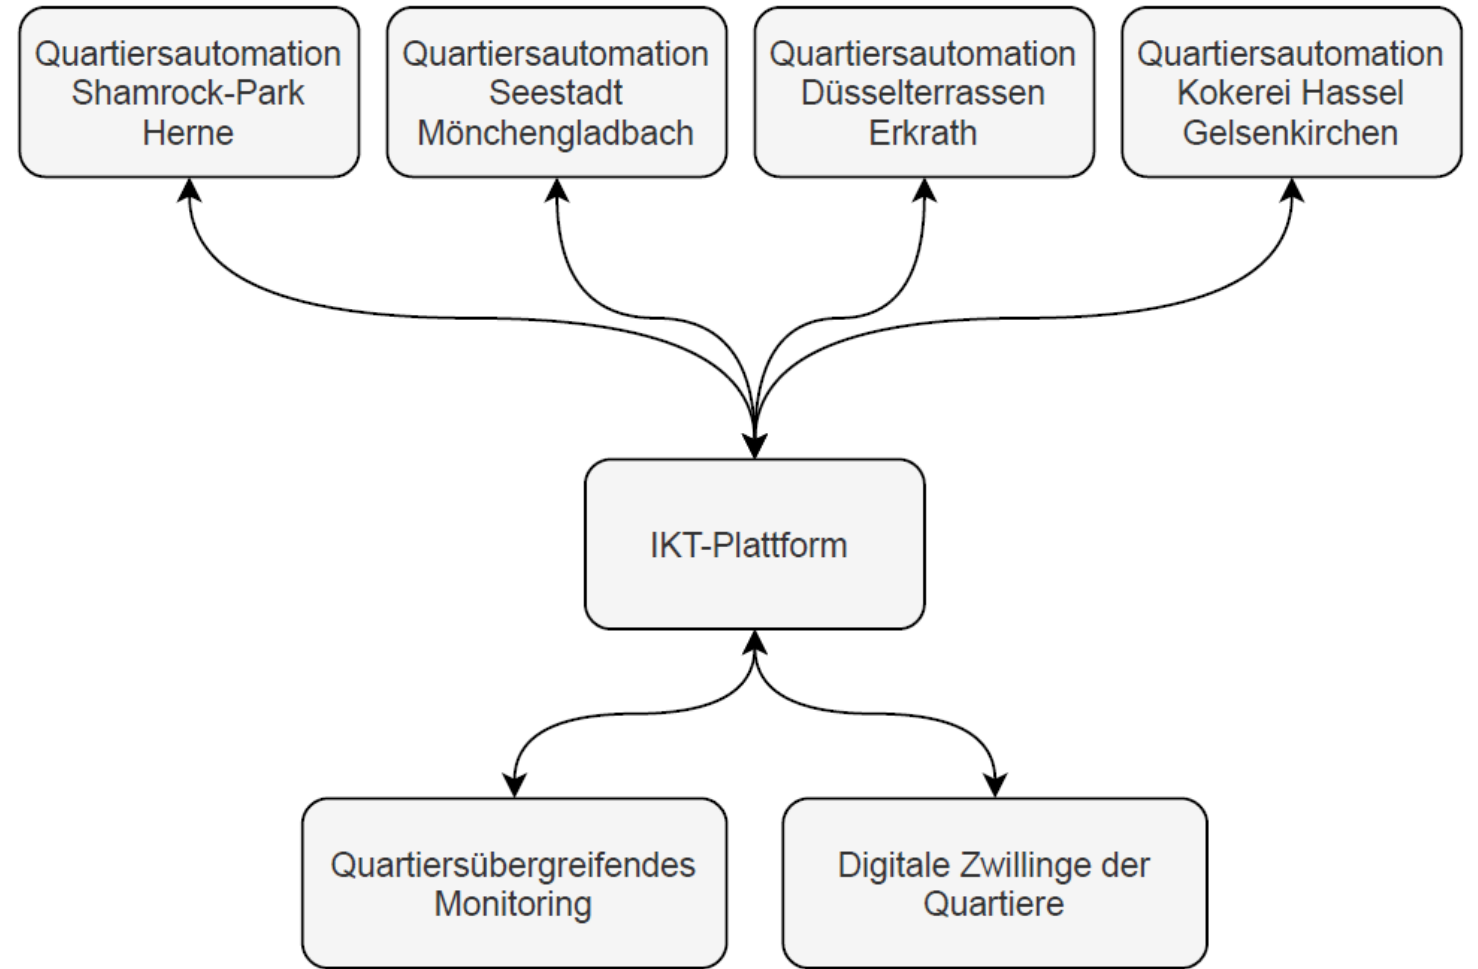 Quartiersautomation
Shamrock-Park
Herne
Quartiersautomation
Seestadt
Mönchengladbach
Quartiersautomation
Düsselterrassen
Erkrath
Quartiersautomation
Kokerei Hassel
Gelsenkirchen
IKT-Plattform
Quartiersübergreifendes
Monitoring
Digitale Zwillinge der
Quartiere